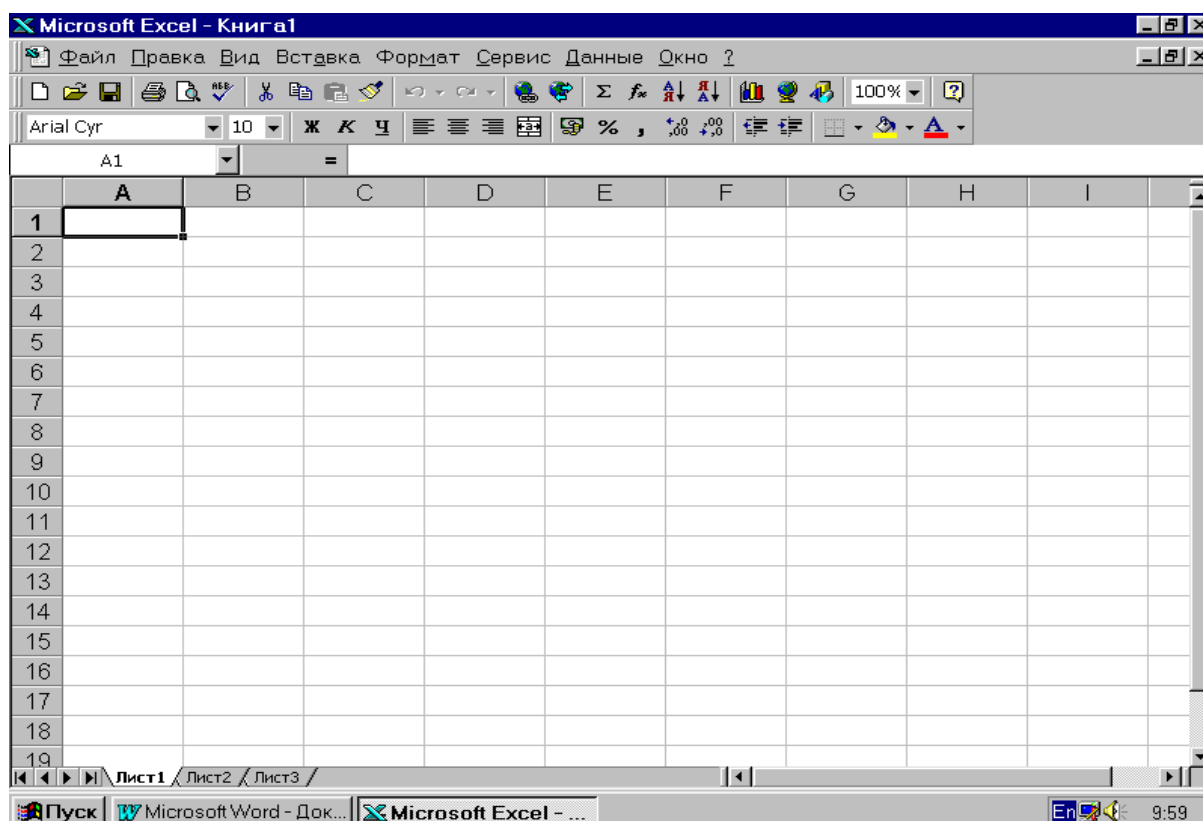 Microsoft Excel - Книга1
Файл Правка Вид Вставка Формат Сервис Данные Окно ?
100%
Arial Cyr 10 Ж К Ч % ,
A1 =
A B C D E F G H I
1
2
3
4
5
6
7
8
9
10
11
12
13
14
15
16
17
18
19
Лист1 Лист2 Лист3
Пуск Microsoft Word - Док... Microsoft Excel - ... En 9:59